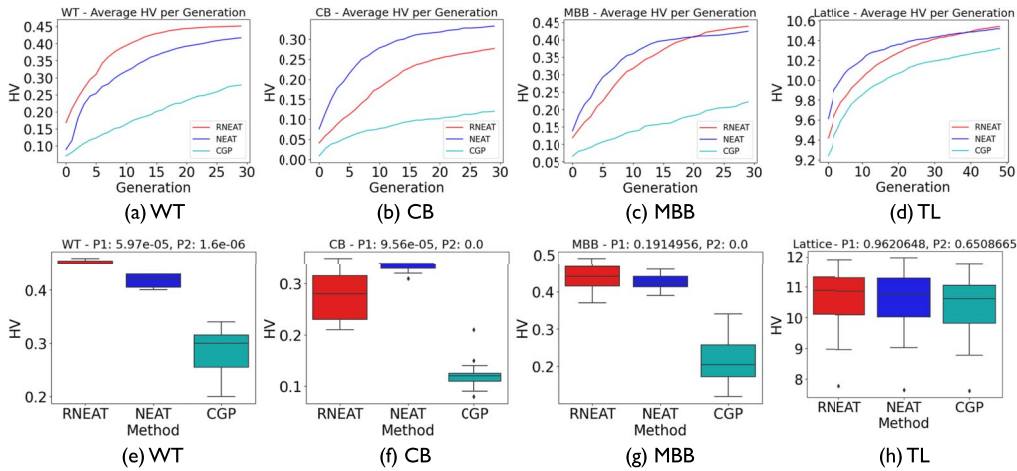 WT - Average HV per Generation
HV
0.45
0.40
0.35
0.30
0.25
0.20
0.15
0.10
RNEAT
NEAT
CGP
0 5 10 15 20 25 30
Generation
(a) WT
CB - Average HV per Generation
HV
0.30
0.25
0.20
0.15
0.10
0.05
0.00
RNEAT
NEAT
CGP
0 5 10 15 20 25 30
Generation
(b) CB
MBB - Average HV per Generation
HV
0.45
0.40
0.35
0.30
0.25
0.20
0.15
0.10
0.05
RNEAT
NEAT
CGP
0 5 10 15 20 25 30
Generation
(c) MBB
Lattice - Average HV per Generation
HV
10.6
10.4
10.2
10.0
9.8
9.6
9.4
9.2
RNEAT
NEAT
CGP
0 10 20 30 40 50
Generation
(d) TL
WT - P1: 5.97e-05, P2: 1.6e-06
HV
0.4
0.3
0.2
RNEAT NEAT CGP
Method
(e) WT
CB - P1: 9.56e-05, P2: 0.0
HV
0.3
0.2
0.1
RNEAT NEAT CGP
Method
(f) CB
MBB - P1: 0.1914956, P2: 0.0
HV
0.5
0.4
0.3
0.2
RNEAT NEAT CGP
Method
(g) MBB
Lattice- P1: 0.9620648, P2: 0.6508665
HV
12
11
10
9
8
RNEAT NEAT CGP
Method
(h) TL